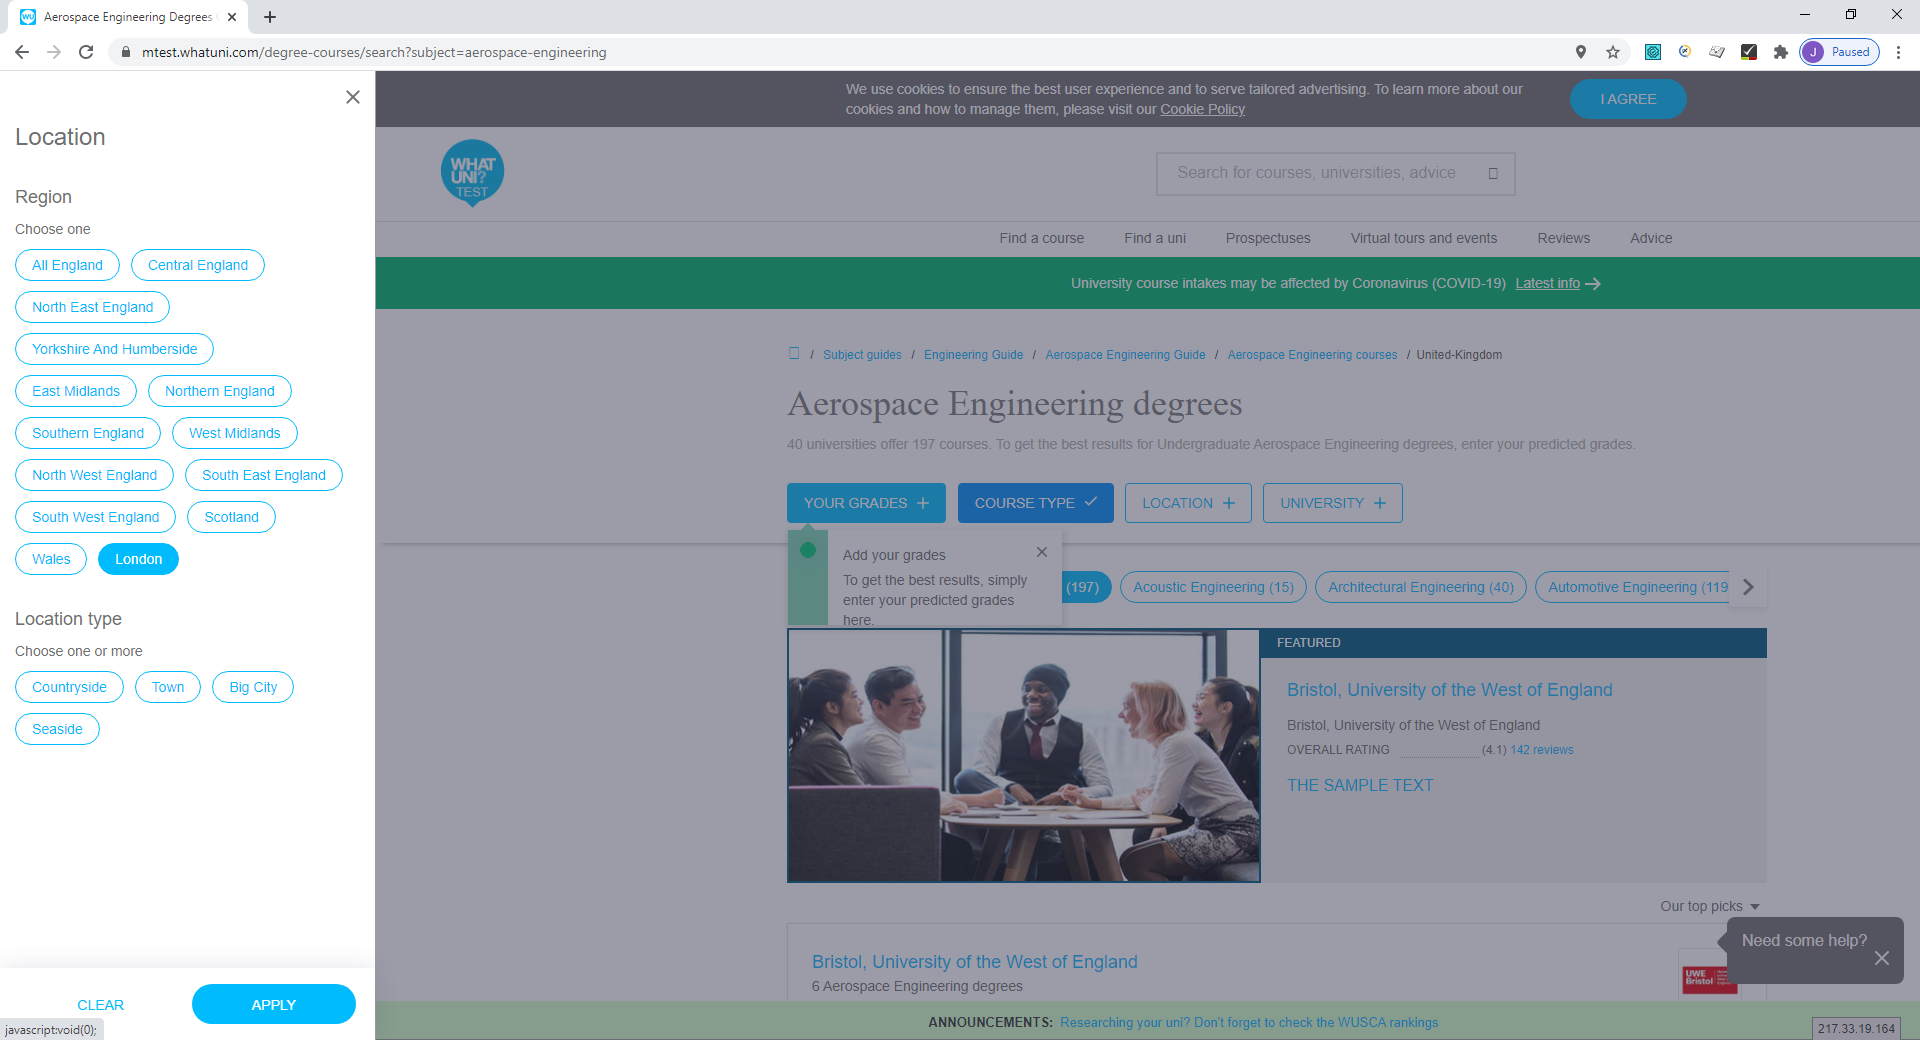 Aerospace Engineering Degrees
mtest.whatuni.com/degree-courses/search?subject=aerospace-engineering
J Paused
Location
Region
Choose one
All England Central England
North East England
Yorkshire And Humberside
East Midlands Northern England
Southern England West Midlands
North West England South East England
South West England Scotland
Wales London
Location type
Choose one or more
Countryside Town Big City
Seaside
CLEAR APPLY
javascript:void(0);
We use cookies to ensure the best user experience and to serve tailored advertising. To learn more about our
cookies and how to manage them, please visit our Cookie Policy
I AGREE
WHAT
UNI?
TEST
Search for courses, universities, advice
Find a course Find a uni Prospectuses Virtual tours and events Reviews Advice
University course intakes may be affected by Coronavirus (COVID-19) Latest info
/ Subject guides / Engineering Guide / Aerospace Engineering Guide / Aerospace Engineering courses / United-Kingdom
Aerospace Engineering degrees
40 universities offer 197 courses. To get the best results for Undergraduate Aerospace Engineering degrees, enter your predicted grades.
YOUR GRADES COURSE TYPE LOCATION UNIVERSITY
Add your grades
To get the best results, simply
enter your predicted grades
here.
(197) Acoustic Engineering (15) Architectural Engineering (40) Automotive Engineering (119
FEATURED
Bristol, University of the West of England
Bristol, University of the West of England
OVERALL RATING (4.1) 142 reviews
THE SAMPLE TEXT
Our top picks
Need some help?
Bristol, University of the West of England
6 Aerospace Engineering degrees
UWE
Bristol
ANNOUNCEMENTS: Researching your uni? Don't forget to check the WUSCA rankings
217.33.19.164